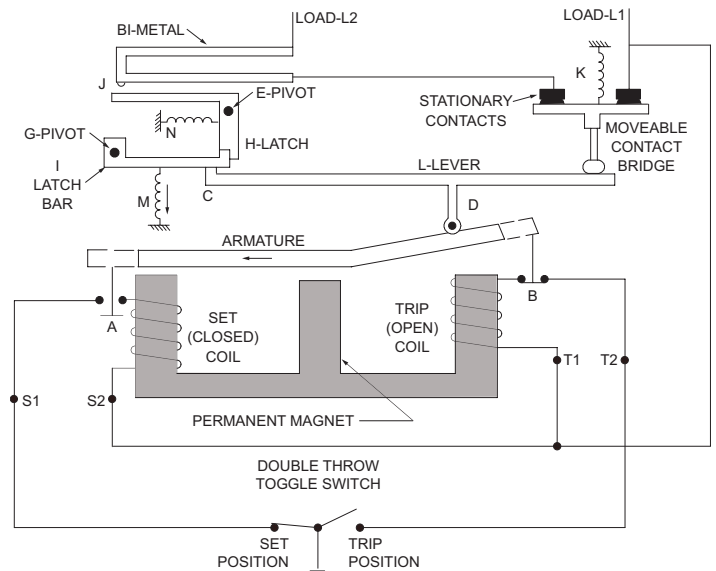 LOAD-L2
LOAD-L1
BI-METAL
K
J
E-PIVOT
STATIONARY
CONTACTS
N
G-PIVOT
H-LATCH
MOVEABLE
CONTACT
BRIDGE
I
LATCH
BAR
L-LEVER
M
C
D
ARMATURE
A
SET
(CLOSED)
COIL
TRIP
(OPEN)
COIL
B
T1
T2
S1
S2
PERMANENT MAGNET
DOUBLE THROW
TOGGLE SWITCH
SET
POSITION
TRIP
POSITION